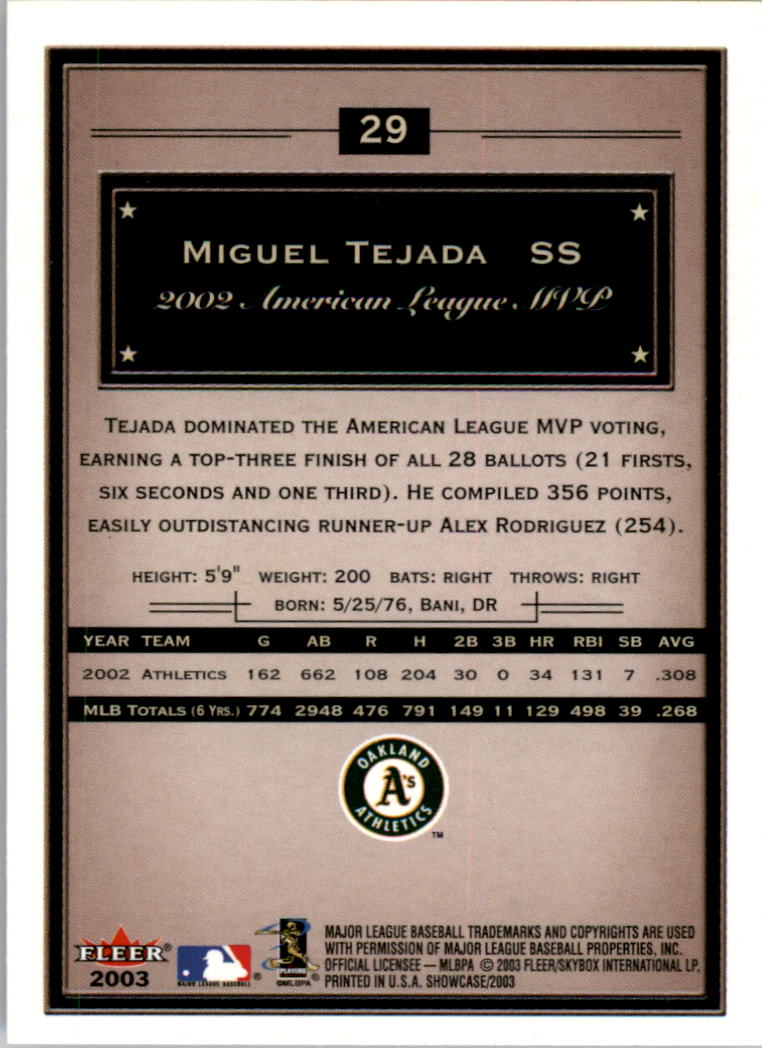 29
MIGUEL TEJADA SS
2002 American League MVP
TEJADA DOMINATED THE AMERICAN LEAGUE MVP VOTING,
EARNING A TOP-THREE FINISH OF ALL 28 BALLOTS (21 FIRSTS,
SIX SECONDS AND ONE THIRD). HE COMPILED 356 POINTS,
EASILY OUTDISTANCING RUNNER-UP ALEX RODRIGUEZ (254).
HEIGHT: 5'9" WEIGHT: 200 BATS: RIGHT THROWS: RIGHT
BORN: 5/25/76, BANI, DR
YEAR TEAM G AB R H 2B 3B HR RBI SB AVG
2002 ATHLETICS 162 662 108 204 30 0 34 131 7 .308
MLB TOTALS (6 YRS.) 774 2948 476 791 149 11 129 498 39 .268
OAKLAND
A's
ATHLETICS
TM
FLEER®
2003
MAJOR LEAGUE BASEBALL ®
PLAYERS
©MLBPA
MAJOR LEAGUE BASEBALL TRADEMARKS AND COPYRIGHTS ARE USED
WITH PERMISSION OF MAJOR LEAGUE BASEBALL PROPERTIES, INC.
OFFICIAL LICENSEE — MLBPA © 2003 FLEER/SKYBOX INTERNATIONAL LP.
PRINTED IN U.S.A. SHOWCASE/2003